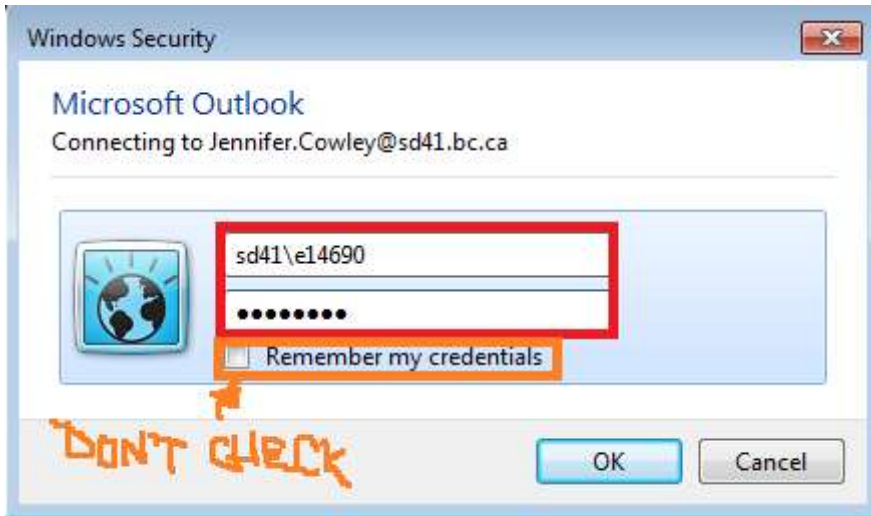 Windows Security
Microsoft Outlook
Connecting to Jennifer.Cowley@sd41.bc.ca
sd41\e14690
●●●●●●●●
Remember my credentials
DON'T CHECK
OK Cancel